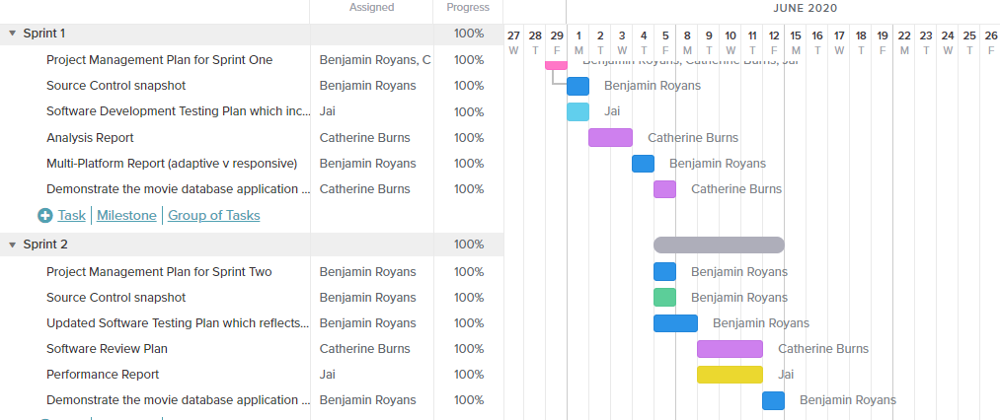 Assigned Progress JUNE 2020
Sprint 1 100% 27 28 29 1 2 3 4 5 8 9 10 11 12 15 16 17 18 19 22 23 24 25 26
W T F M T W T F M T W T F M T W T F M T W T F
Project Management Plan for Sprint One Benjamin Royans, C 100% Benjamin Royans, Catherine Burns, Jai
Source Control snapshot Benjamin Royans 100% Benjamin Royans
Software Development Testing Plan which inc... Jai 100% Jai
Analysis Report Catherine Burns 100% Catherine Burns
Multi-Platform Report (adaptive v responsive) Benjamin Royans 100% Benjamin Royans
Demonstrate the movie database application ... Catherine Burns 100% Catherine Burns
Task Milestone Group of Tasks
Sprint 2 100%
Project Management Plan for Sprint Two Benjamin Royans 100% Benjamin Royans
Source Control snapshot Benjamin Royans 100% Benjamin Royans
Updated Software Testing Plan which reflects... Benjamin Royans 100% Benjamin Royans
Software Review Plan Catherine Burns 100% Catherine Burns
Performance Report Jai 100% Jai
Demonstrate the movie database application ... Benjamin Royans 100% Benjamin Royans